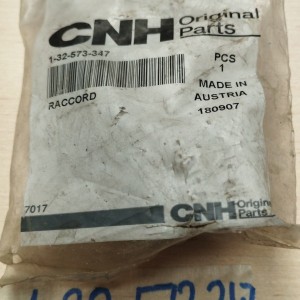 CNH Original Parts
1-32-573-347
PCS
1
RACCORD
MADE IN
AUSTRIA
180907
7017
CNH Original Parts